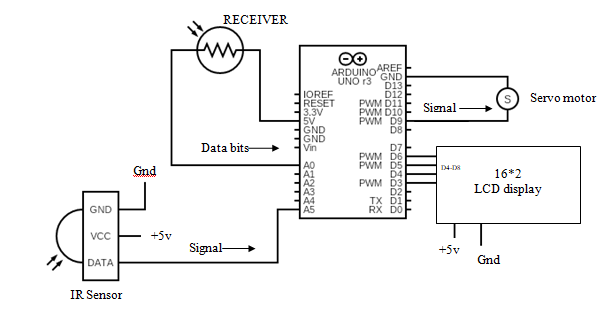 RECEIVER
ARDUINO
UNO r3
AREF
GND
D13
D12
IOREF
PWM D11
RESET
PWM D10
3.3V
PWM D9
5V
D8
GND
GND
Vin
D7
PWM D6
A0
PWM D5
A1
D4
A2
PWM D3
A3
D2
A4
TX D1
A5
RX D0
Signal
S
Servo motor
Data bits
D4-D8
16*2
LCD display
+5v
Gnd
Gnd
GND
VCC
+5v
DATA
Signal
IR Sensor